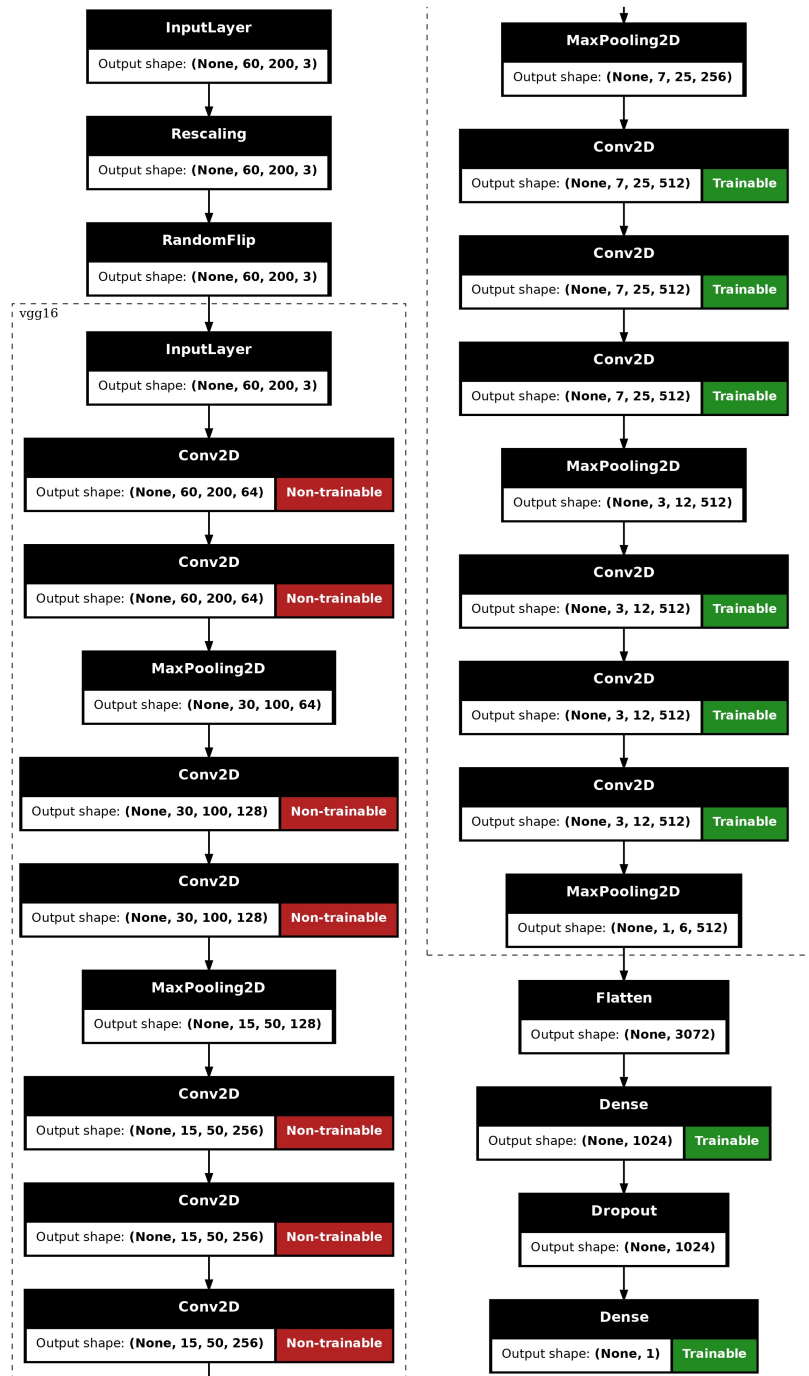 InputLayer
Output shape: (None, 60, 200, 3)
Rescaling
Output shape: (None, 60, 200, 3)
RandomFlip
Output shape: (None, 60, 200, 3)
vgg16
InputLayer
Output shape: (None, 60, 200, 3)
Conv2D
Output shape: (None, 60, 200, 64) Non-trainable
Conv2D
Output shape: (None, 60, 200, 64) Non-trainable
MaxPooling2D
Output shape: (None, 30, 100, 64)
Conv2D
Output shape: (None, 30, 100, 128) Non-trainable
Conv2D
Output shape: (None, 30, 100, 128) Non-trainable
MaxPooling2D
Output shape: (None, 15, 50, 128)
Conv2D
Output shape: (None, 15, 50, 256) Non-trainable
Conv2D
Output shape: (None, 15, 50, 256) Non-trainable
Conv2D
Output shape: (None, 15, 50, 256) Non-trainable
MaxPooling2D
Output shape: (None, 7, 25, 256)
Conv2D
Output shape: (None, 7, 25, 512) Trainable
Conv2D
Output shape: (None, 7, 25, 512) Trainable
Conv2D
Output shape: (None, 7, 25, 512) Trainable
MaxPooling2D
Output shape: (None, 3, 12, 512)
Conv2D
Output shape: (None, 3, 12, 512) Trainable
Conv2D
Output shape: (None, 3, 12, 512) Trainable
Conv2D
Output shape: (None, 3, 12, 512) Trainable
MaxPooling2D
Output shape: (None, 1, 6, 512)
Flatten
Output shape: (None, 3072)
Dense
Output shape: (None, 1024) Trainable
Dropout
Output shape: (None, 1024)
Dense
Output shape: (None, 1) Trainable